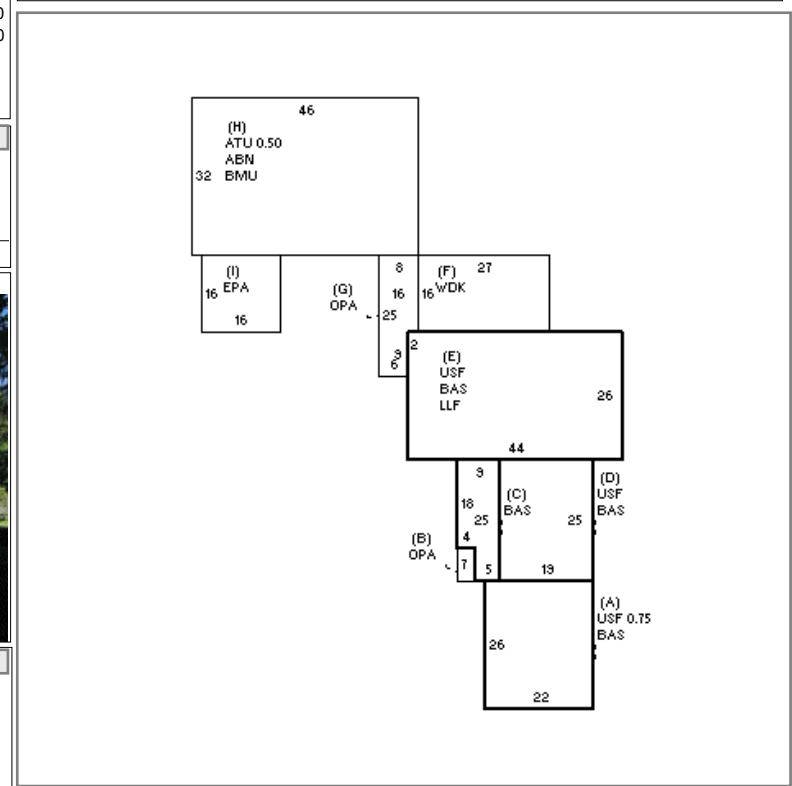 0
0
46
(H)
ATU 0.50
ABN
32 BMU
(I)
EPA
16
16
(G)
OPA
8
16
25
9
6
(F)
WDK
27
16
2
(E)
USF
BAS
LLF
26
44
9
18
25
4
(C)
BAS
(D)
USF
BAS
25
19
(B)
OPA
7
5
(A)
USF 0.75
BAS
26
22